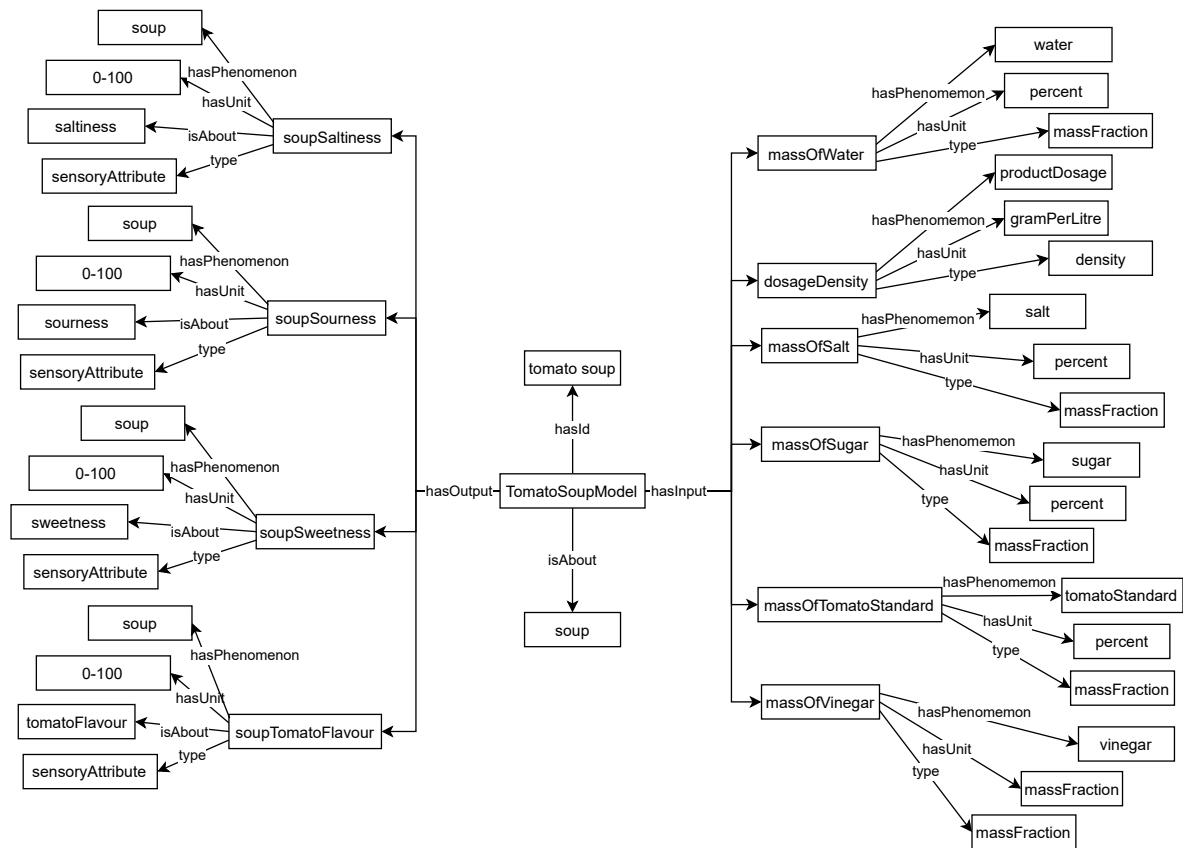 soup
hasPhenomenon
0-100
hasUnit
saltiness
isAbout
soupSaltiness
type
sensoryAttribute
soup
hasPhenomenon
0-100
hasUnit
sourness
isAbout
soupSourness
type
sensoryAttribute
soup
hasPhenomenon
0-100
hasUnit
sweetness
isAbout
soupSweetness
type
sensoryAttribute
soup
hasPhenomenon
0-100
hasUnit
tomatoFlavour
isAbout
soupTomatoFlavour
type
sensoryAttribute
tomato soup
hasId
hasOutput
TomatoSoupModel
hasInput
isAbout
soup
water
hasPhenomemon
percent
hasUnit
massOfWater
type
massFraction
productDosage
hasPhenomemon
gramPerLitre
hasUnit
dosageDensity
type
density
salt
hasPhenomemon
massOfSalt
hasUnit
percent
type
massFraction
massOfSugar
hasPhenomemon
sugar
hasUnit
percent
type
massFraction
hasPhenomemon
tomatoStandard
massOfTomatoStandard
hasUnit
percent
type
massFraction
massOfVinegar
hasPhenomemon
vinegar
hasUnit
massFraction
type
massFraction